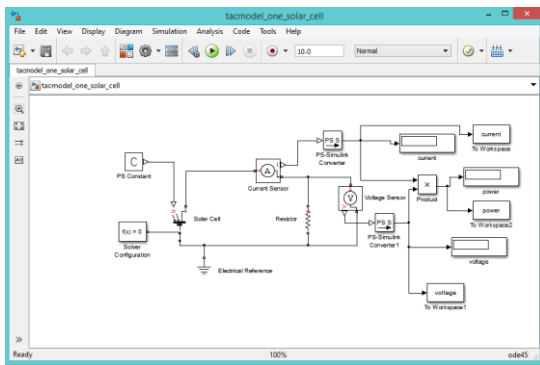 tacmodel_one_solar_cell
File Edit View Display Diagram Simulation Analysis Code Tools Help
10.0
Normal
tacmodel_one_solar_cell
tacmodel_one_solar_cell
C
PS Constant
A
I
Current Sensor
PS S
PS-Simulink
Converter
current
current
To Workspace
×
Product
power
V
Voltage Sensor
Solar Cell
Resistor
PS S
PS-Simulink
Converter1
power
To Workspace2
f(x) = 0
Solver
Configuration
voltage
Electrical Reference
voltage
To Workspace1
Ready
100%
ode45